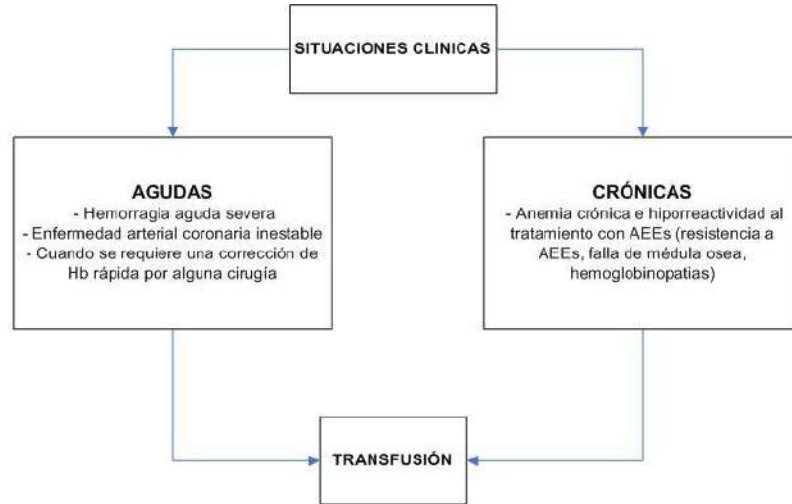 SITUACIONES CLINICAS
AGUDAS
- Hemorragia aguda severa
- Enfermedad arterial coronaria inestable
- Cuando se requiere una corrección de
Hb rápida por alguna cirugía
CRÓNICAS
- Anemia crónica e hiporreactividad al
tratamiento con AEEs (resistencia a
AEEs, falla de médula osea,
hemoglobinopatias)
TRANSFUSIÓN